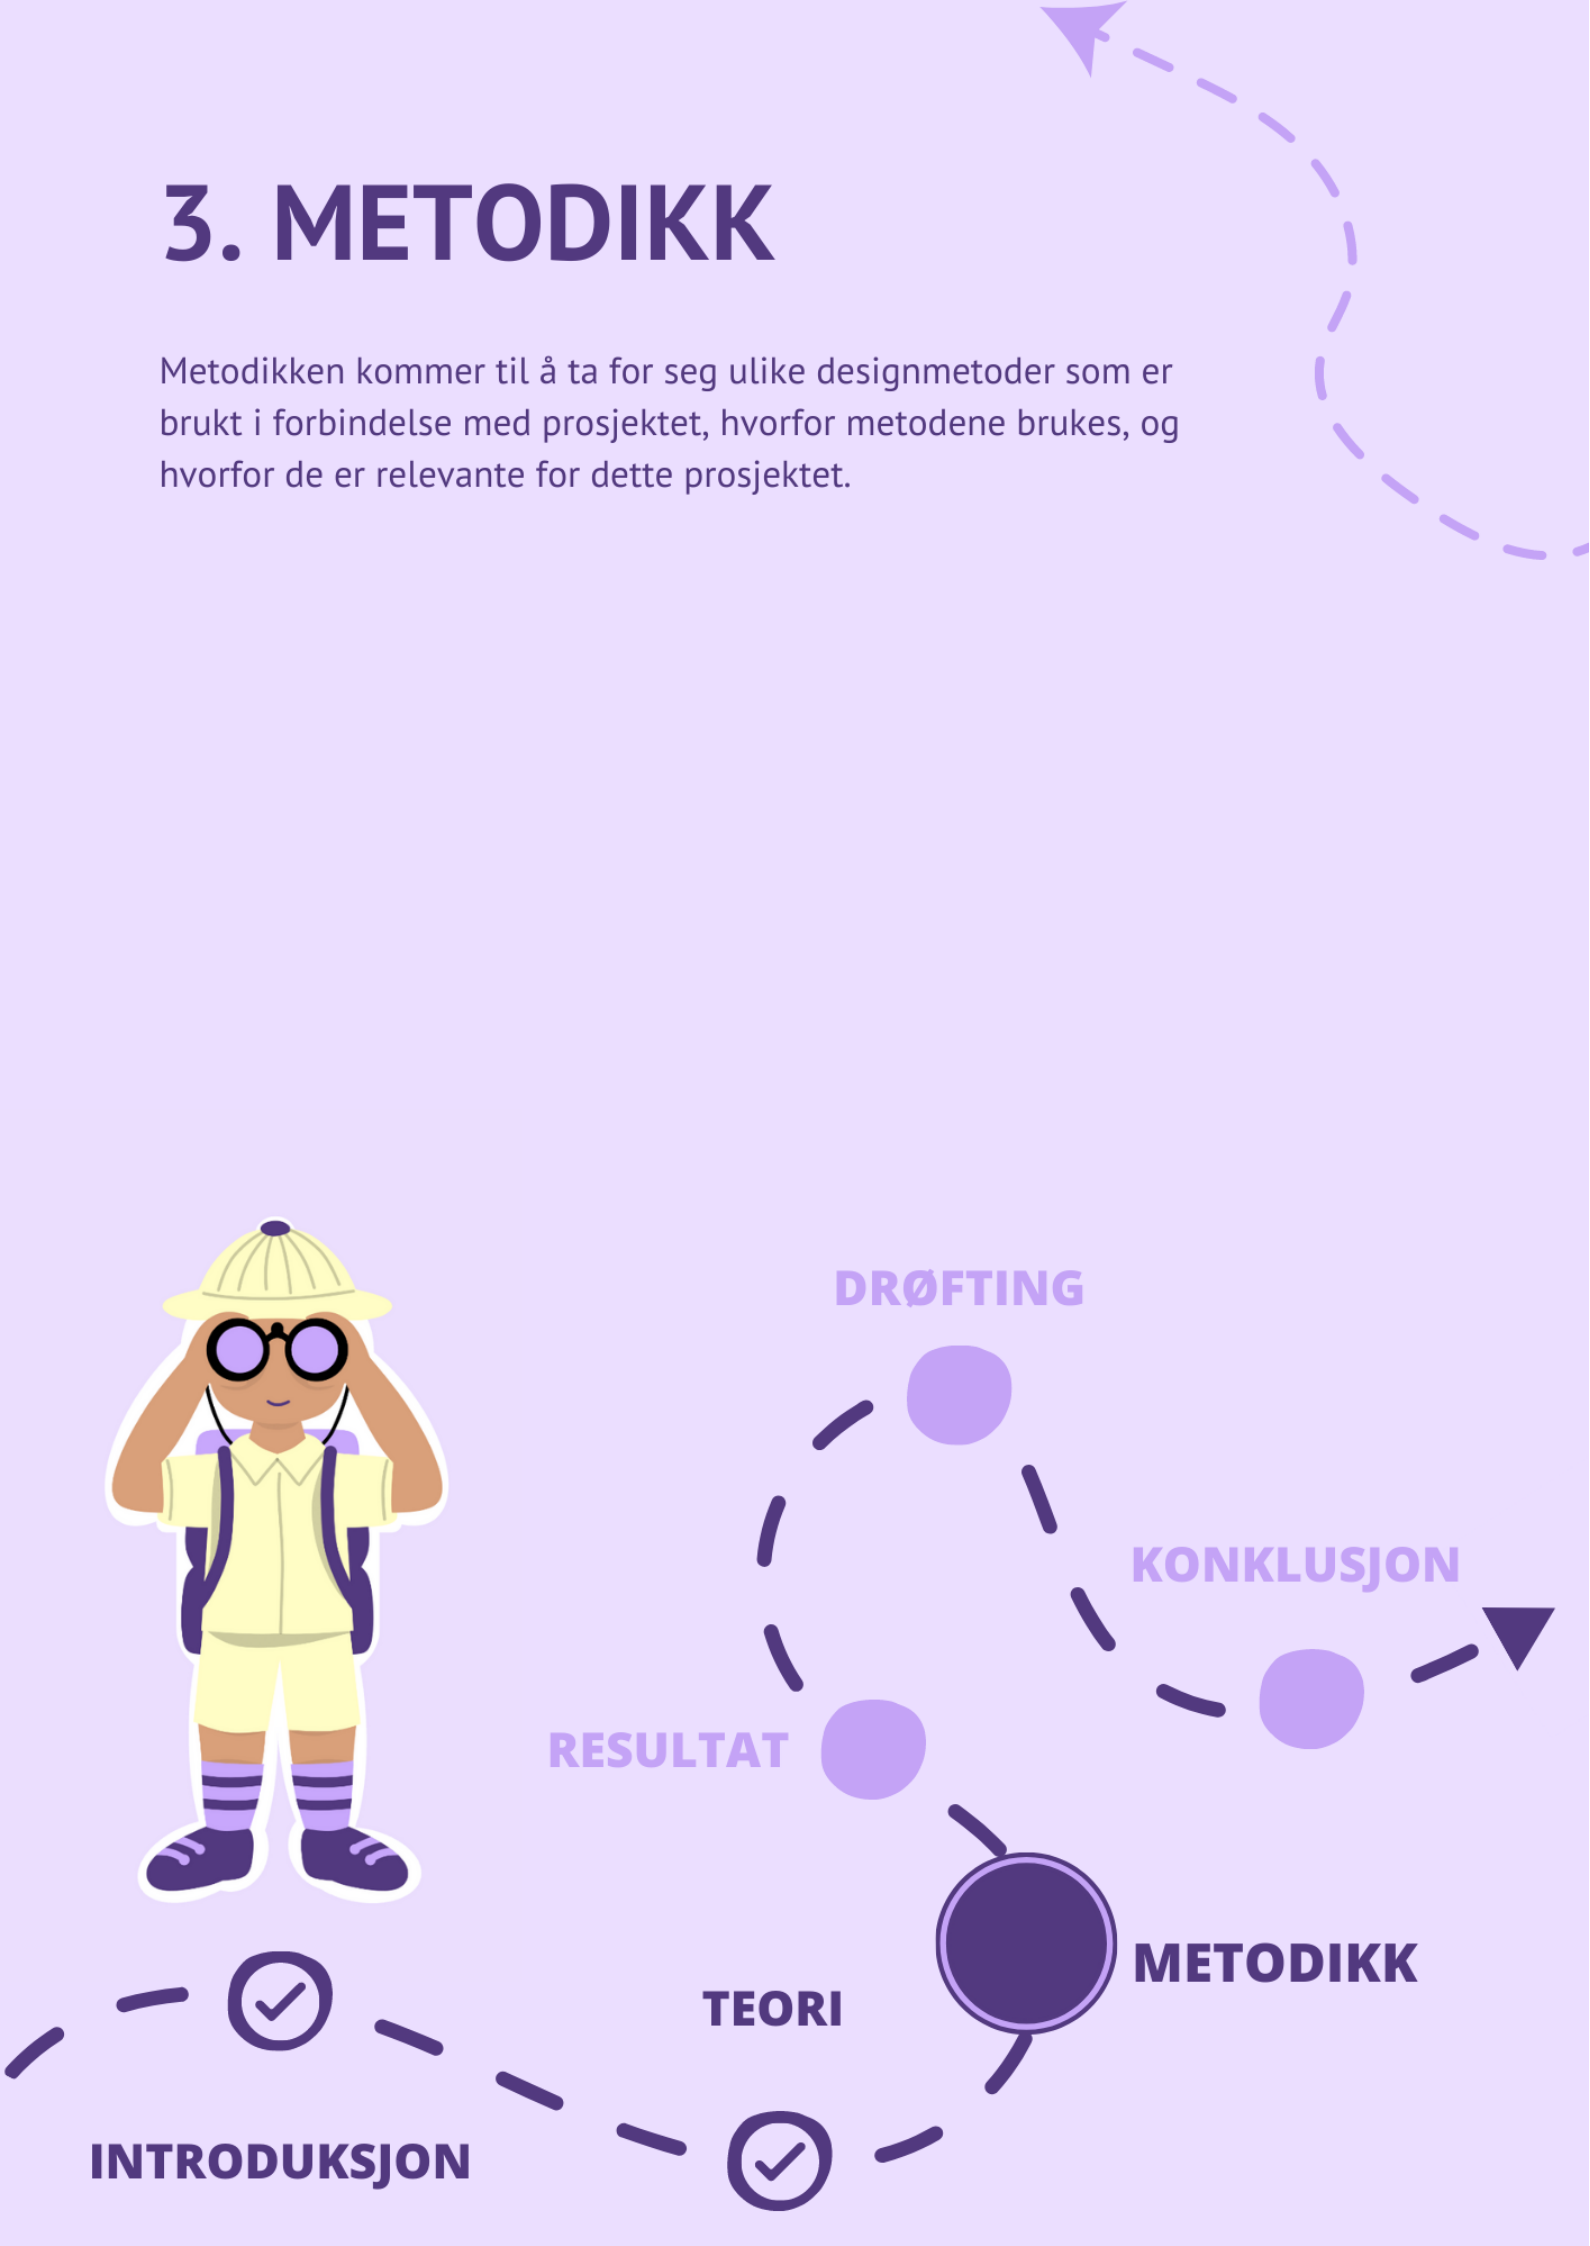 3. METODIKK
Metodikken kommer til å ta for seg ulike designmetoder som er
brukt i forbindelse med prosjektet, hvorfor metodene brukes, og
hvorfor de er relevante for dette prosjektet.
DRØFTING
KONKLUSJON
RESULTAT
METODIKK
TEORI
INTRODUKSJON